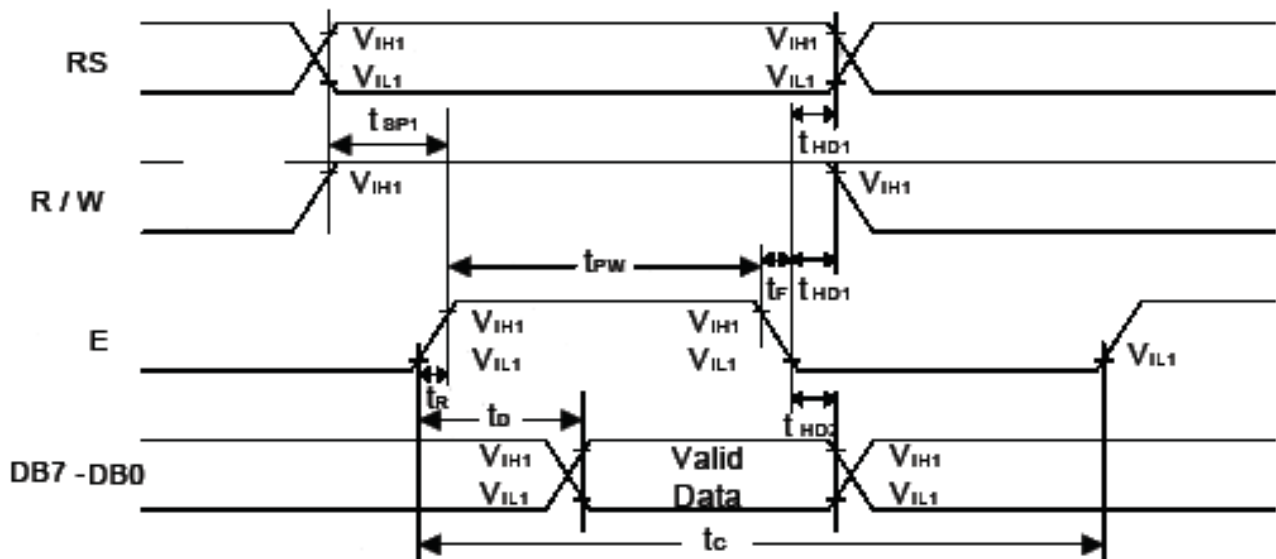 RS
VIH1
VIL1
VIH1
VIL1
tSP1
tHD1
R / W
VIH1
VIH1
tPW
tF
tHD1
E
VIH1
VIL1
VIH1
VIL1
VIL1
tR
tD
tHD2
DB7 -DB0
VIH1
VIL1
Valid
Data
VIH1
VIL1
tC